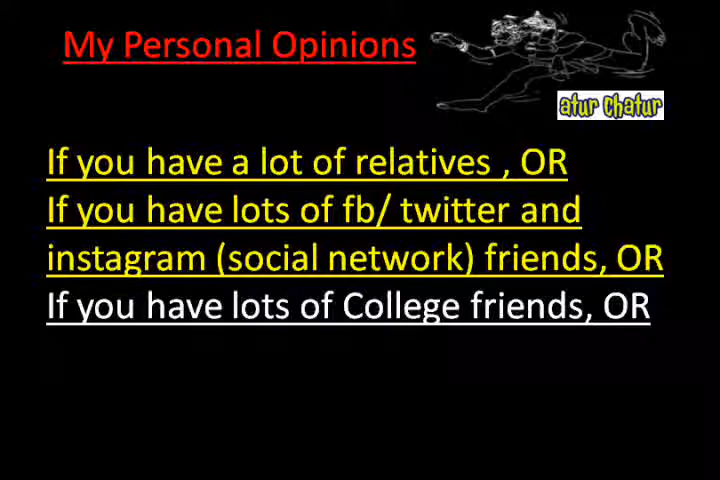 My Personal Opinions
atur chatur
If you have a lot of relatives , OR
If you have lots of fb/ twitter and
instagram (social network) friends, OR
If you have lots of College friends, OR